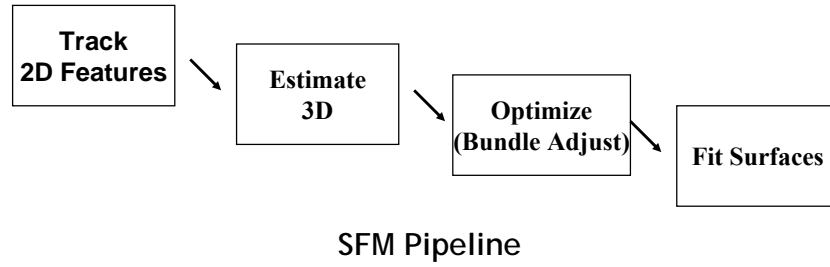 Track
2D Features
Estimate
3D
Optimize
(Bundle Adjust)
Fit Surfaces
SFM Pipeline